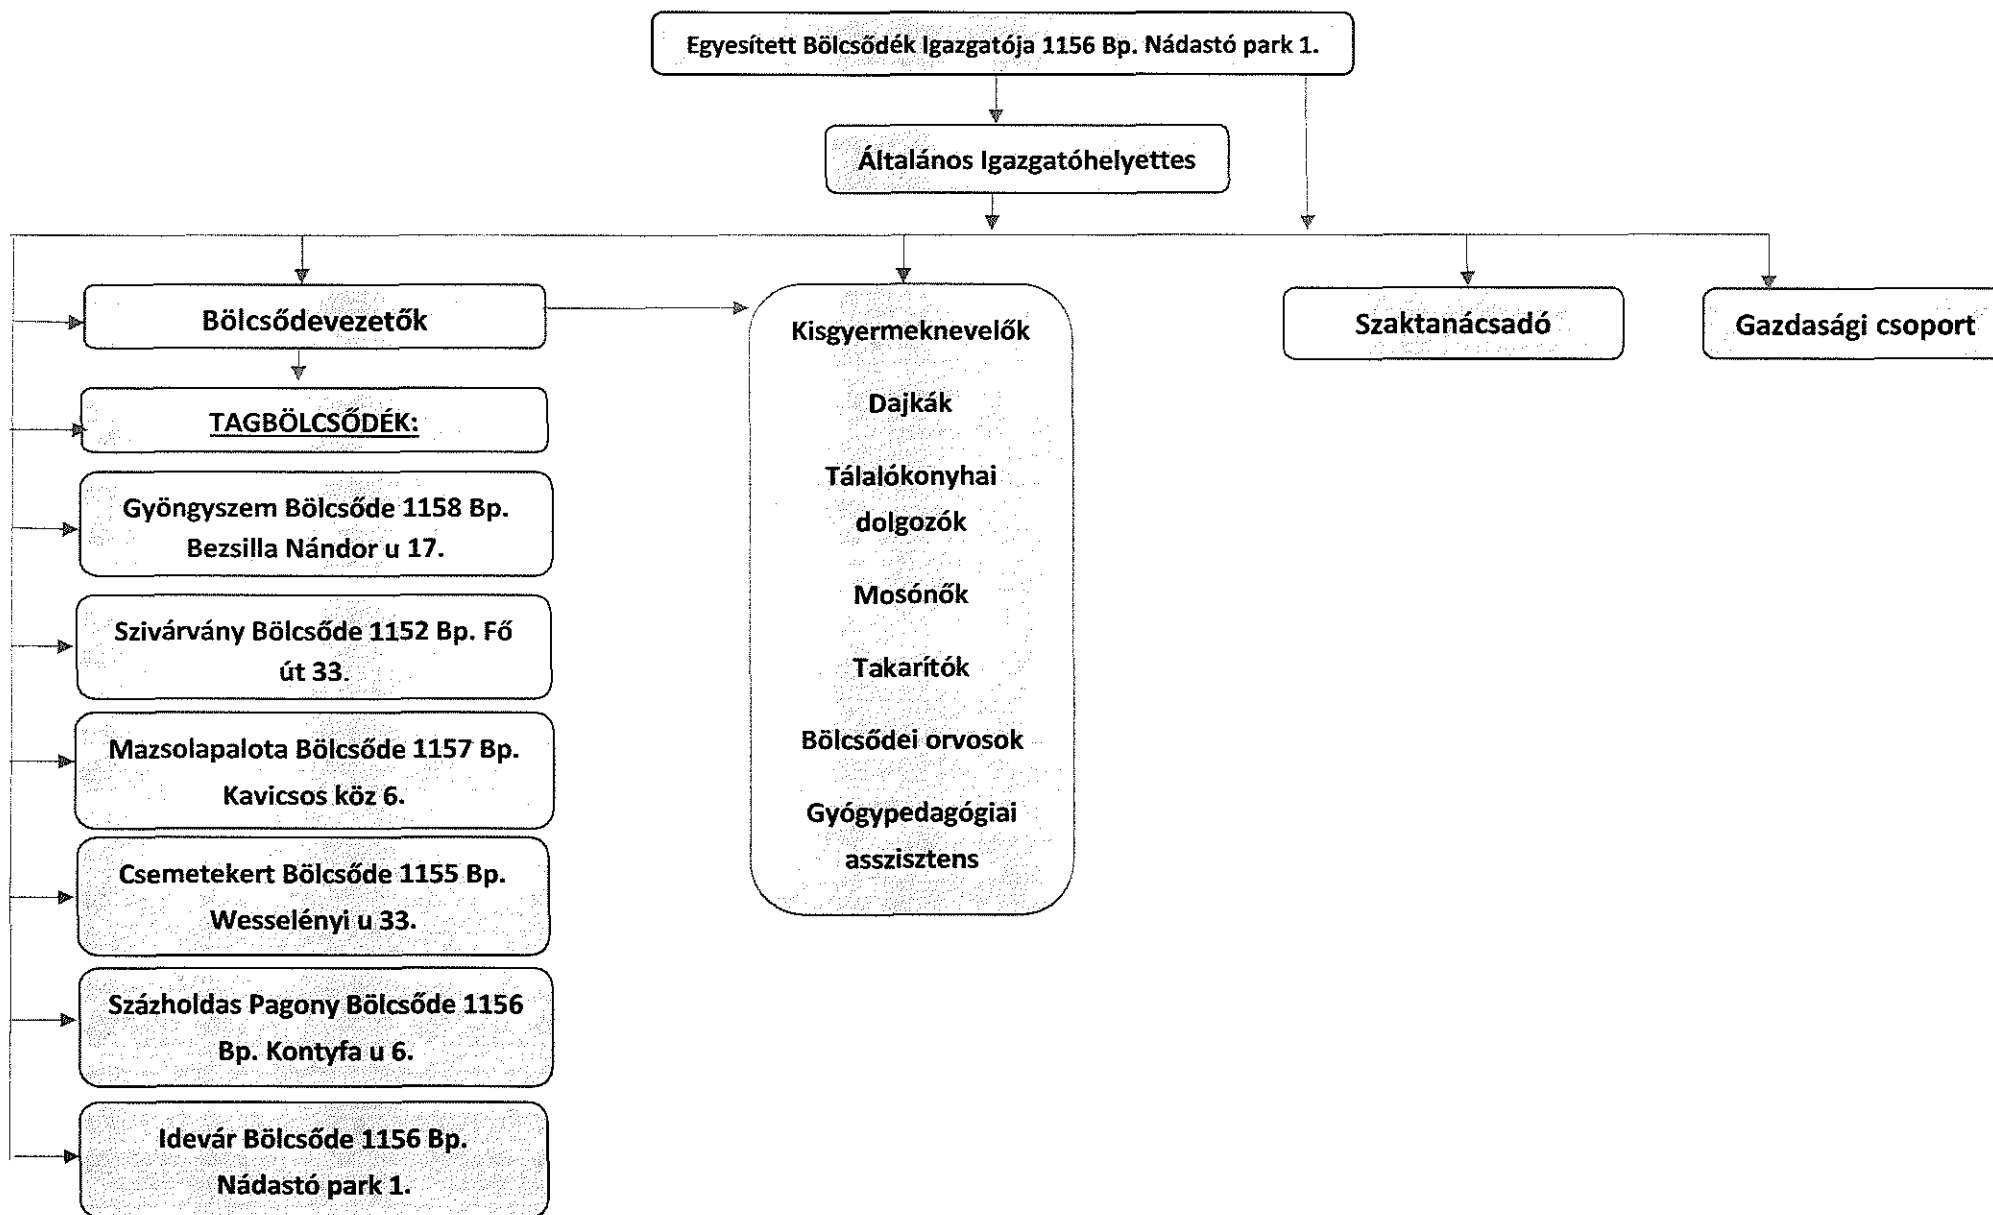 Egyesített Bölcsődék Igazgatója 1156 Bp. Nádastó park 1.
Általános Igazgatóhelyettes
Bölcsődevezetők
TAGBÖLCSŐDÉK:
Gyöngyszem Bölcsőde 1158 Bp.
Bezsilla Nándor u 17.
Szivárvány Bölcsőde 1152 Bp. Fő
út 33.
Mazsolapalota Bölcsőde 1157 Bp.
Kavicsos köz 6.
Csemetekert Bölcsőde 1155 Bp.
Wesselényi u 33.
Százholdas Pagony Bölcsőde 1156
Bp. Kontyfa u 6.
Idevár Bölcsőde 1156 Bp.
Nádastó park 1.
Kisgyermeknevelők
Dajkák
Tálalókonyhai
dolgozók
Mosónők
Takarítók
Bölcsődei orvosok
Gyógypedagógiai
asszisztens
Szaktanácsadó
Gazdasági csoport